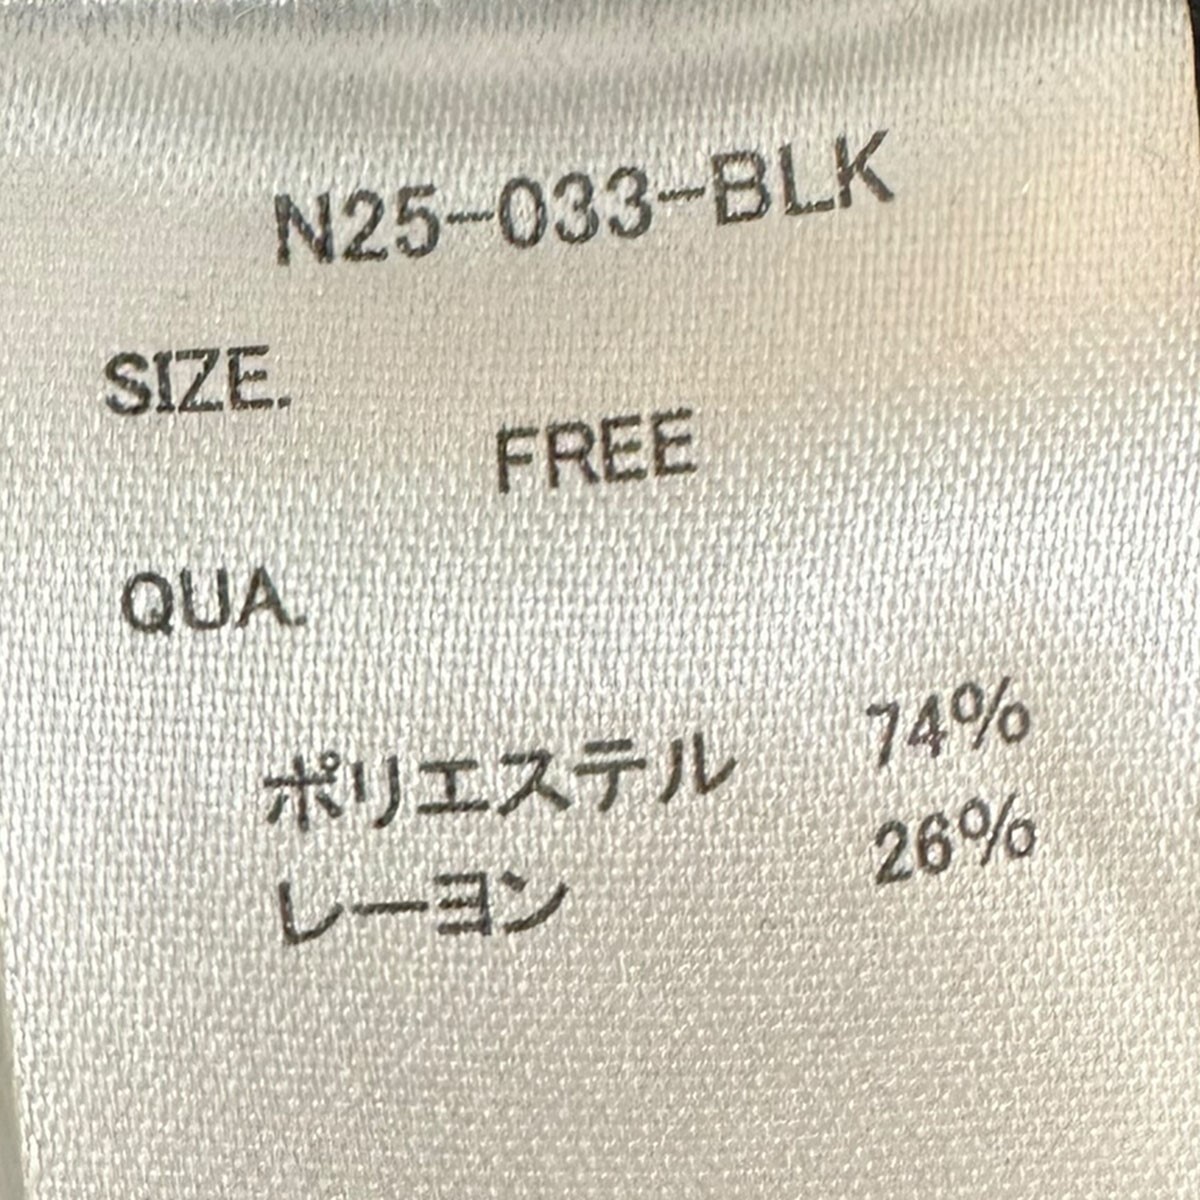 N25-033-BLK
SIZE.
FREE
QUA.
ポリエステル 74%
レーヨン 26%